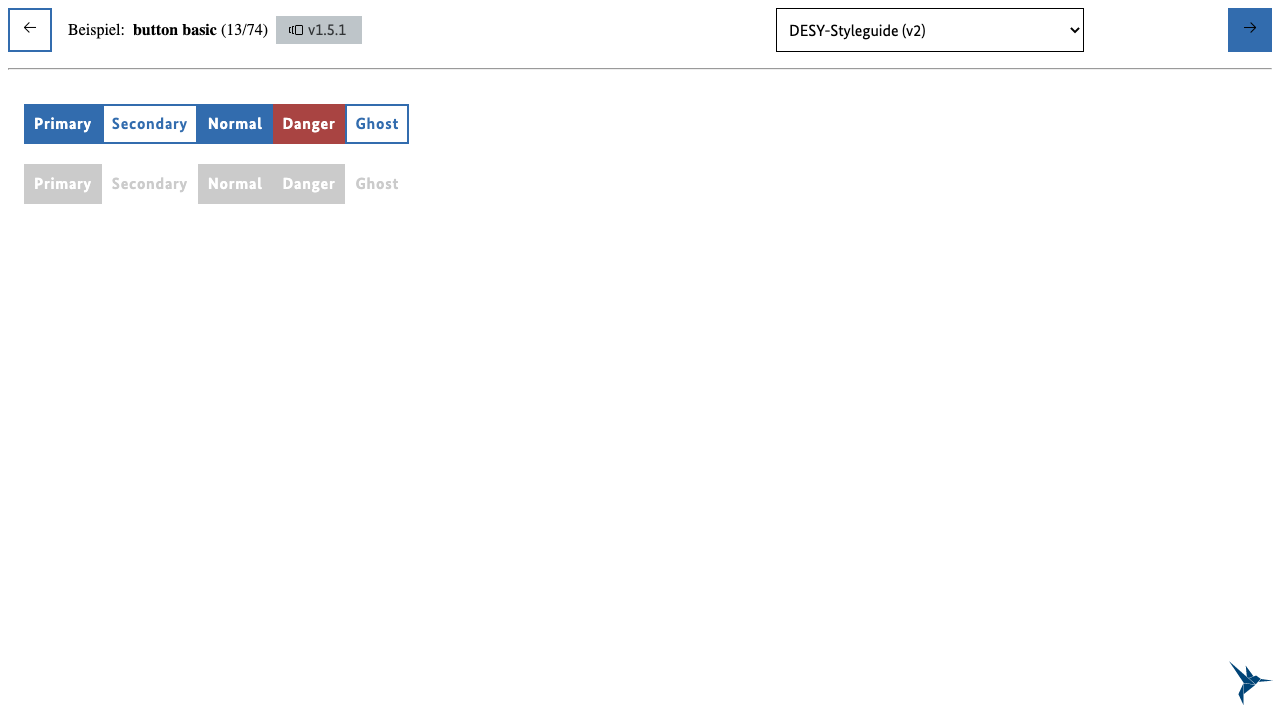 ← Beispiel: button basic (13/74) v1.5.1 DESY-Styleguide (v2) →
Primary Secondary Normal Danger Ghost
Primary Secondary Normal Danger Ghost